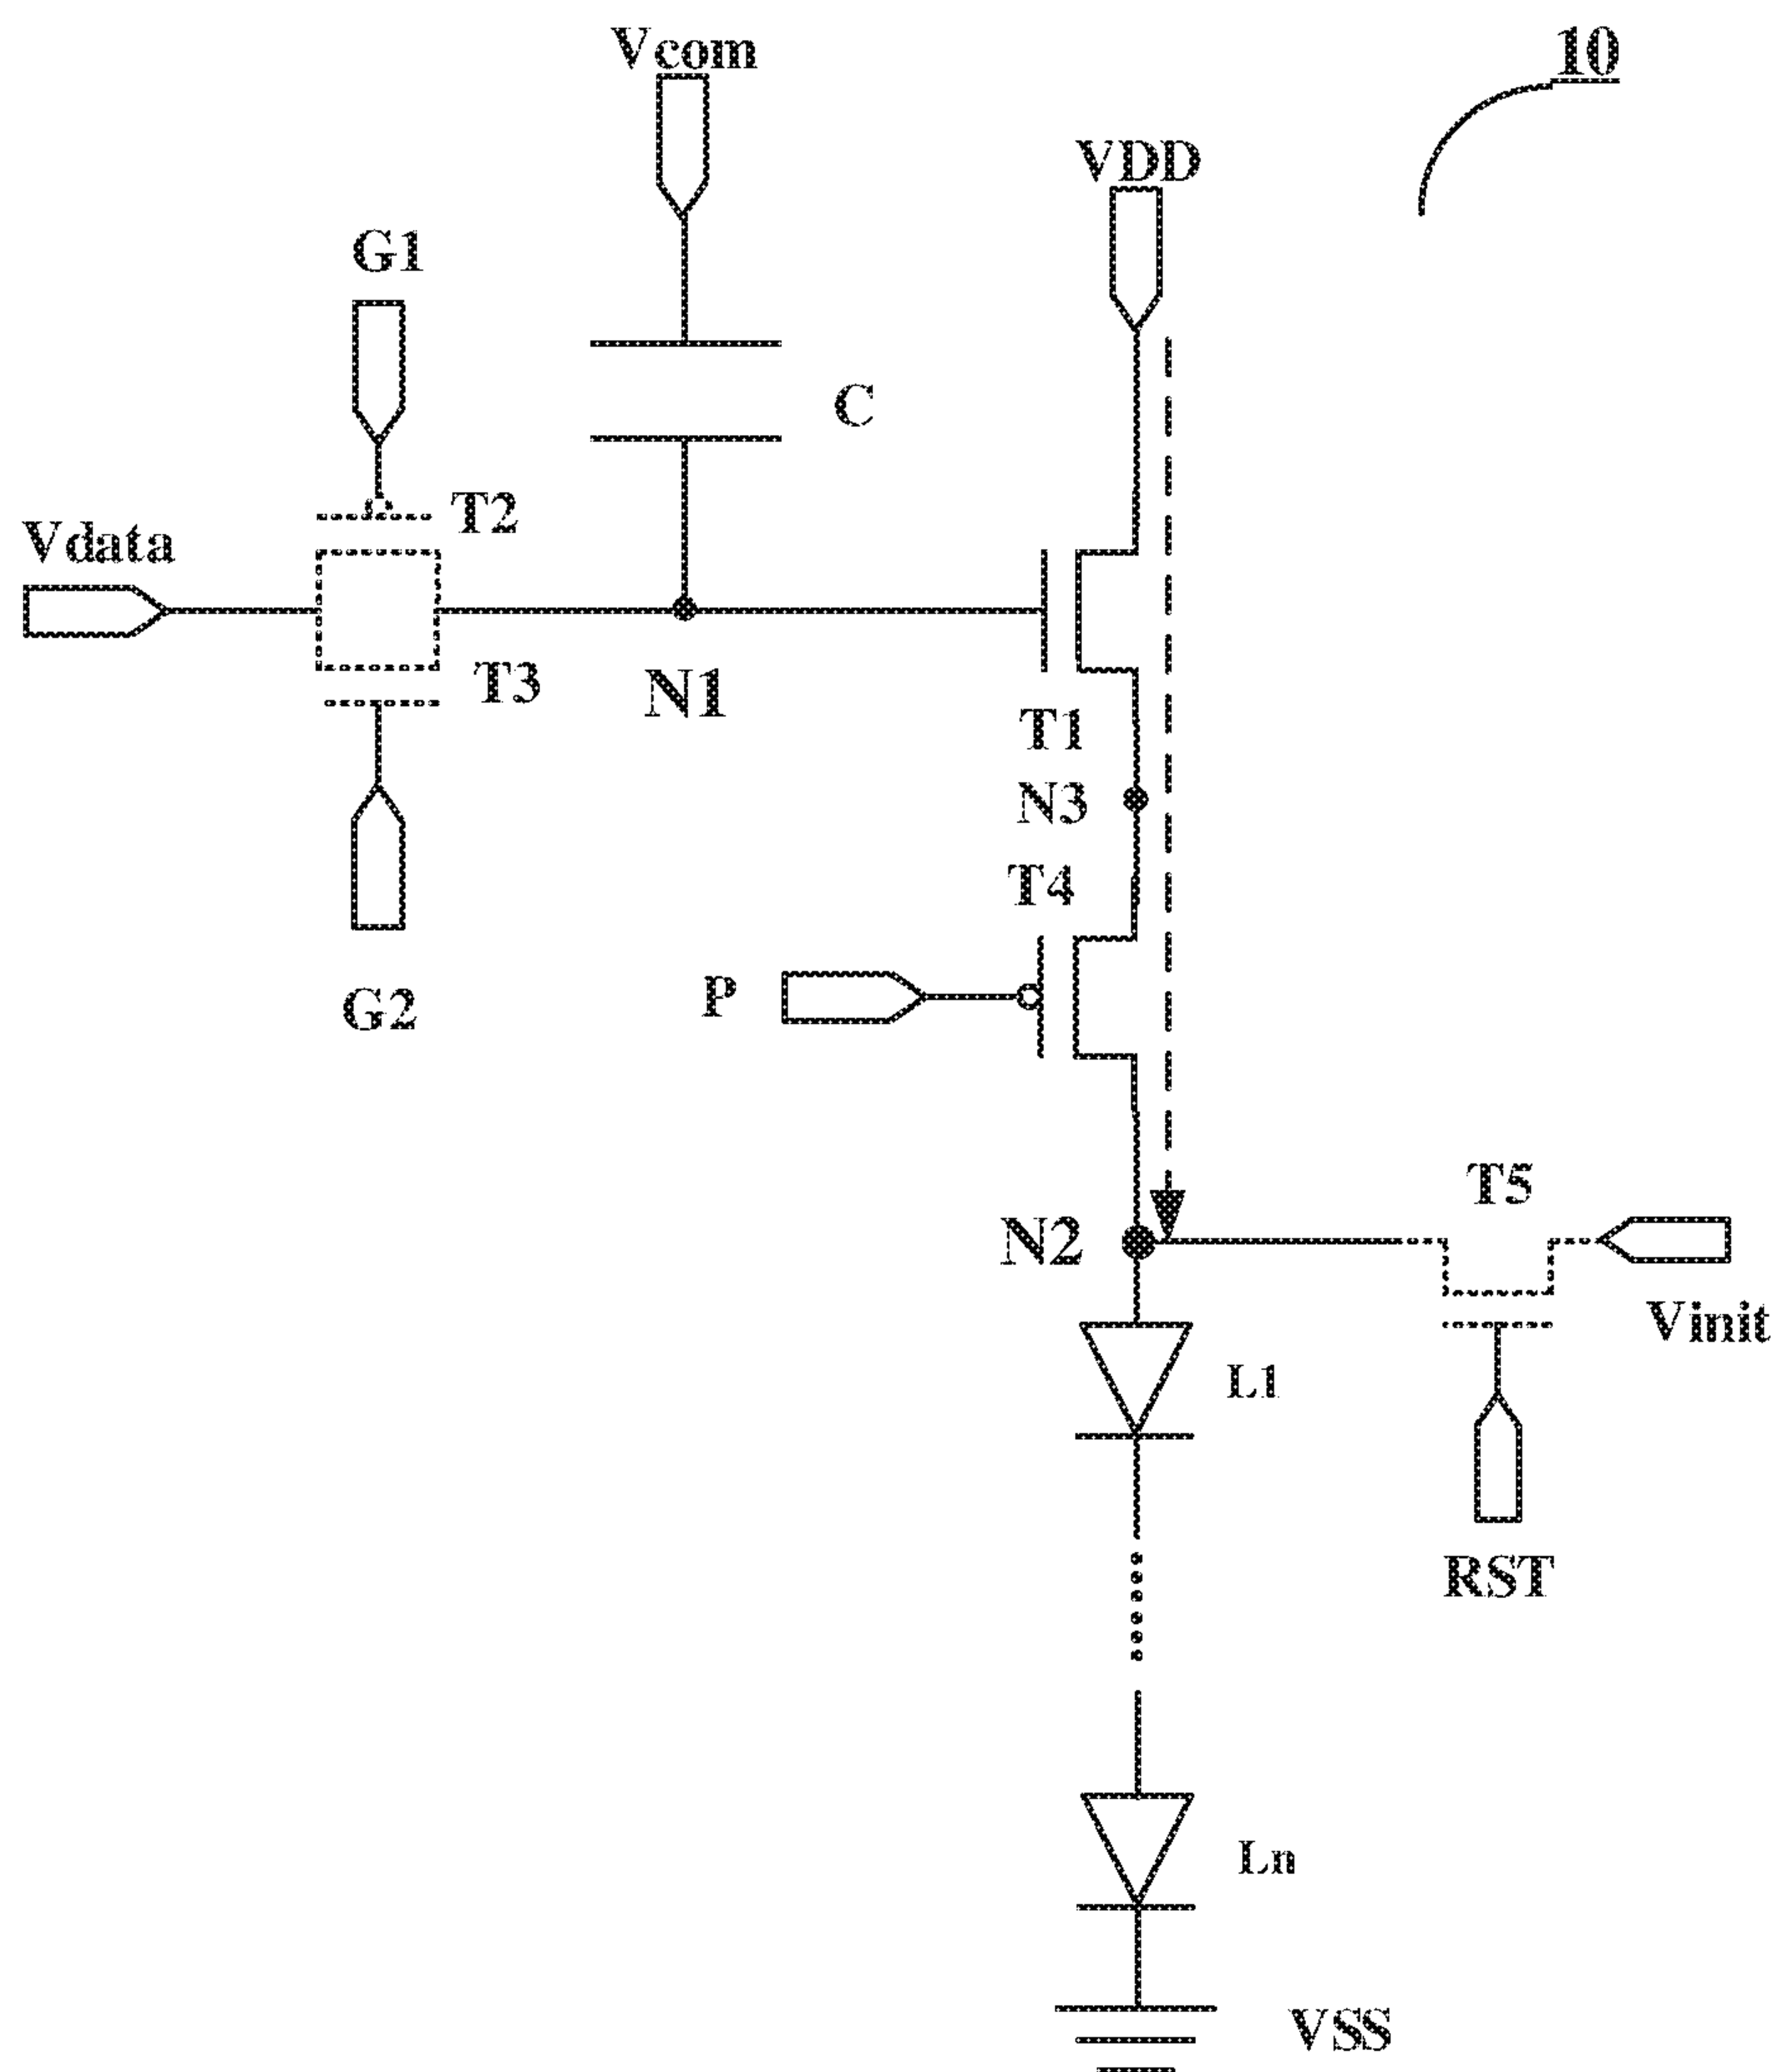 Vcom
10
VDD
G1
C
T2
Vdata
T3
N1
T1
N3
T4
P
G2
T5
N2
Vinit
L1
RST
Ln
VSS